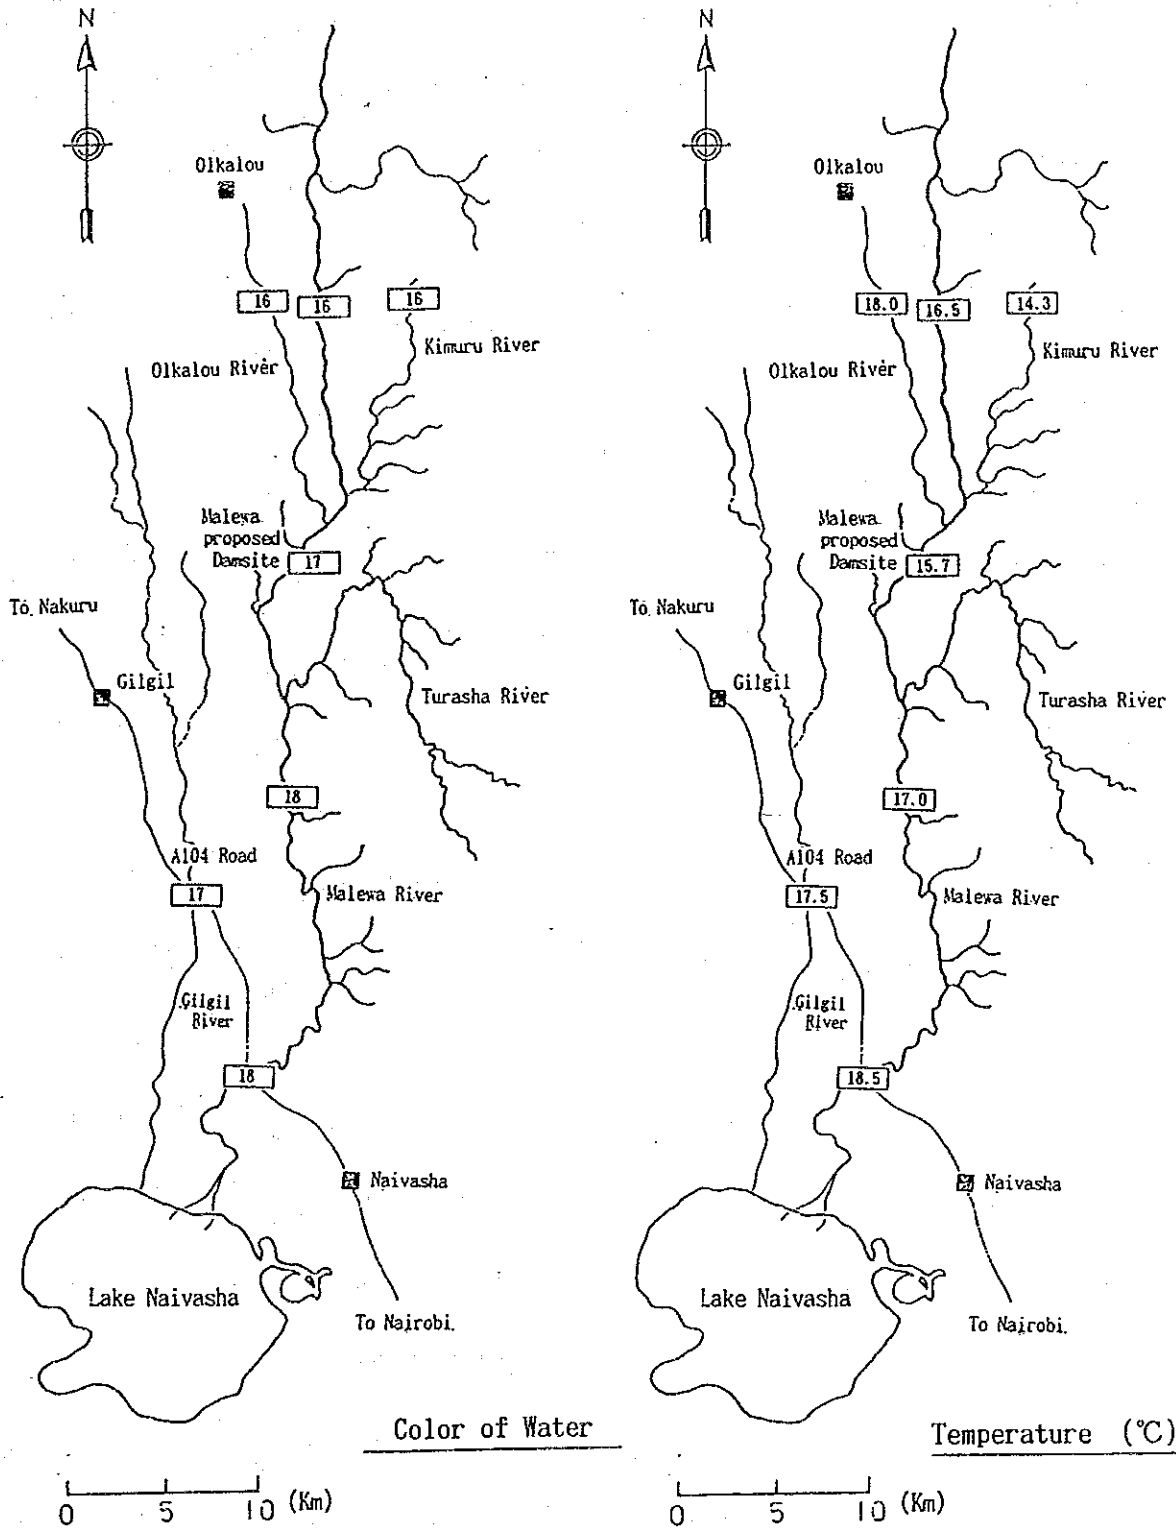 N
Olkalou
16
16
16
Kimuru River
Olkalou River
Malewa
proposed
Damsite
17
To Nakuru
Gilgil
Turasha River
18
A104 Road
17
Malewa River
Gilgil
River
18
Naivasha
Lake Naivasha
To Nairobi.
Color of Water
0 5 10 (Km)
N
Olkalou
18.0
16.5
14.3
Kimuru River
Olkalou River
Malewa
proposed
Damsite
15.7
To Nakuru
Gilgil
Turasha River
17.0
A104 Road
17.5
Malewa River
Gilgil
River
18.5
Naivasha
Lake Naivasha
To Nairobi.
Temperature (℃)
0 5 10 (Km)